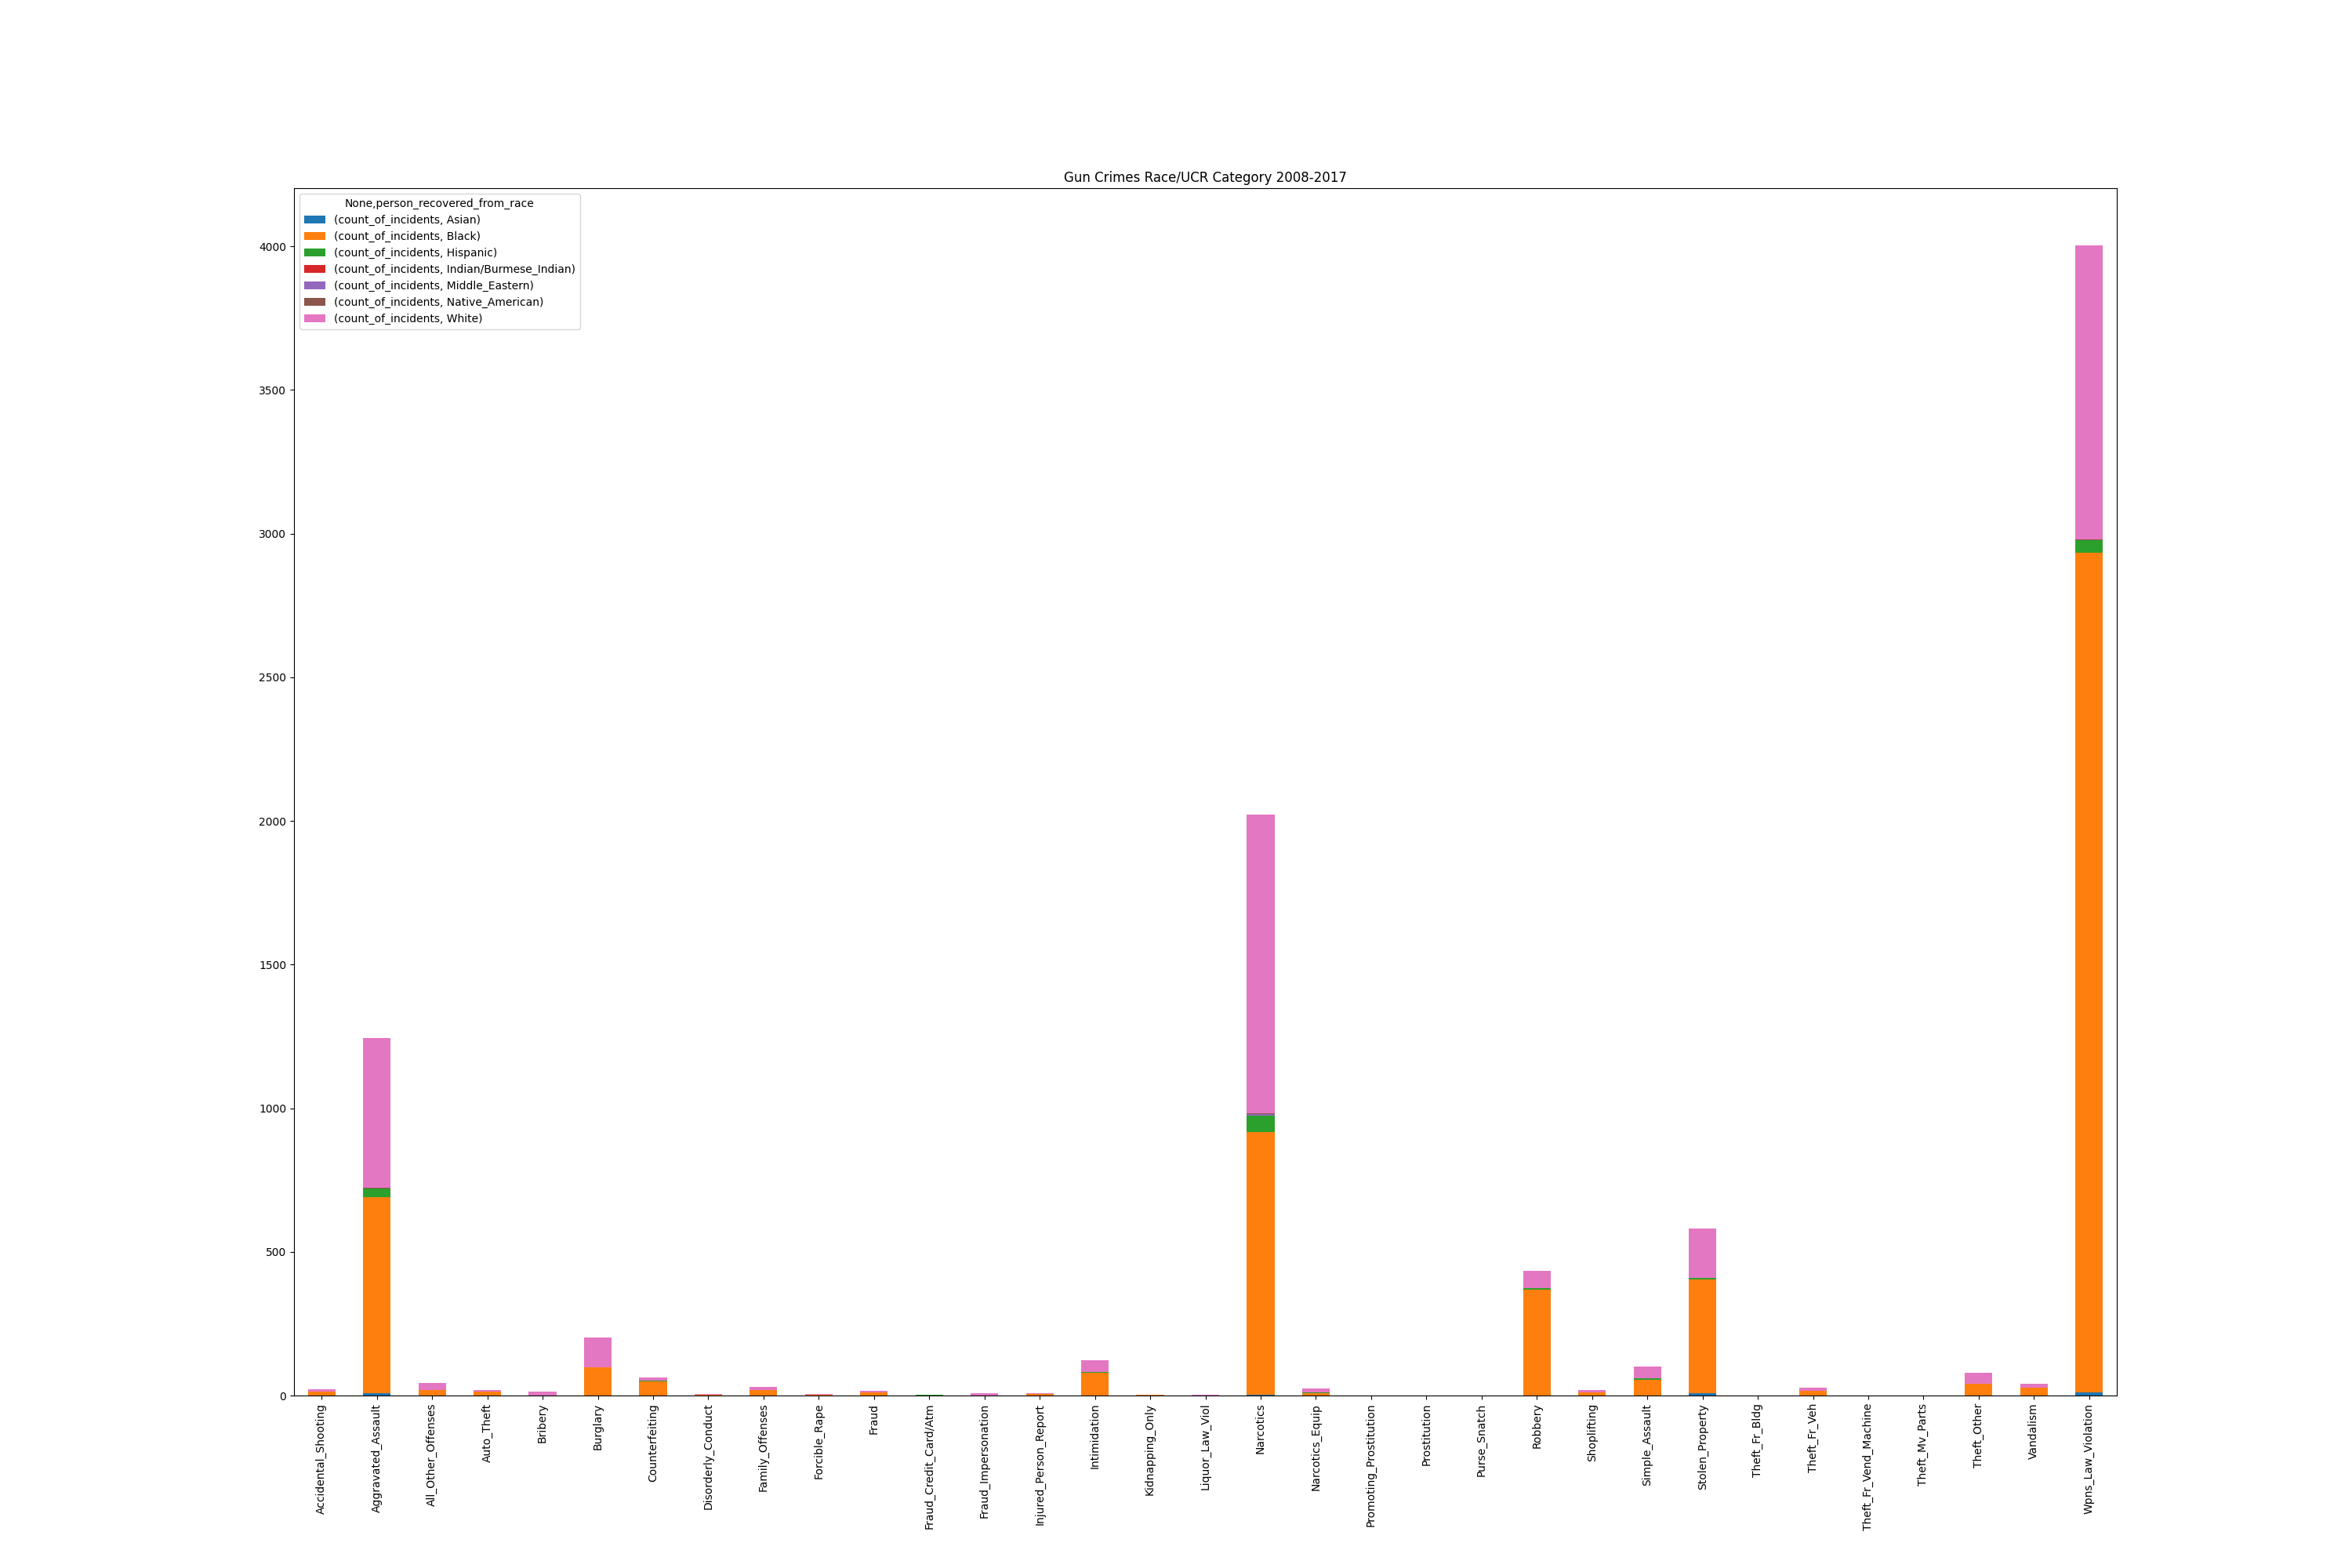 Gun Crimes Race/UCR Category 2008-2017
None,person_recovered_from_race
(count_of_incidents, Asian)
(count_of_incidents, Black)
(count_of_incidents, Hispanic)
(count_of_incidents, Indian/Burmese_Indian)
(count_of_incidents, Middle_Eastern)
(count_of_incidents, Native_American)
(count_of_incidents, White)
4000
3500
3000
2500
2000
1500
1000
500
0
Accidental_Shooting
Aggravated_Assault
All_Other_Offenses
Auto_Theft
Bribery
Burglary
Counterfeiting
Disorderly_Conduct
Family_Offenses
Forcible_Rape
Fraud
Fraud_Credit_Card/Atm
Fraud_Impersonation
Injured_Person_Report
Intimidation
Kidnapping_Only
Liquor_Law_Viol
Narcotics
Narcotics_Equip
Promoting_Prostitution
Prostitution
Purse_Snatch
Robbery
Shoplifting
Simple_Assault
Stolen_Property
Theft_Fr_Bldg
Theft_Fr_Veh
Theft_Fr_Vend_Machine
Theft_Mv_Parts
Theft_Other
Vandalism
Wpns_Law_Violation